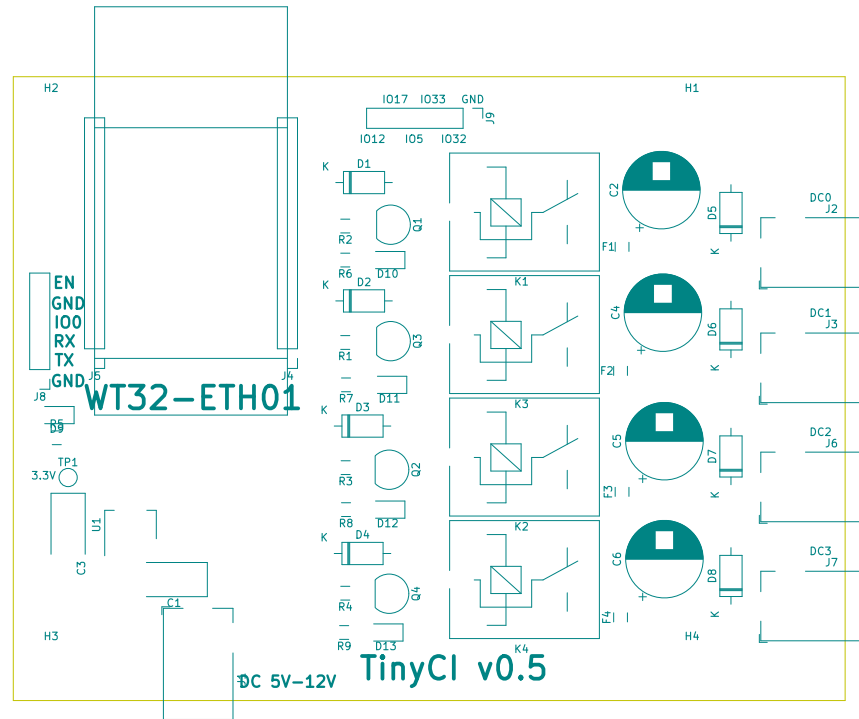 H2
H1
IO17 IO33 GND
J9
IO12 IO5 IO32
K D1
C2
DC0
J2
D5
Q1
R2
F1
K
R6 D10
K1
EN
GND
IO0
RX
TX
GND
K D2
C4
DC1
J3
D6
Q3
R1
F2
K
J5
J4
J8
R7 D11
WT32-ETH01
K3
K D3
R5
D9
C5
DC2
J6
D7
Q2
TP1
3.3V
R3
F3
K
R8 D12
U1
K2
K D4
C3
C6
DC3
J7
D8
Q4
C1
R4
F4
K
H3
R9 D13
K4
H4
TinyCI v0.5
DC 5V-12V